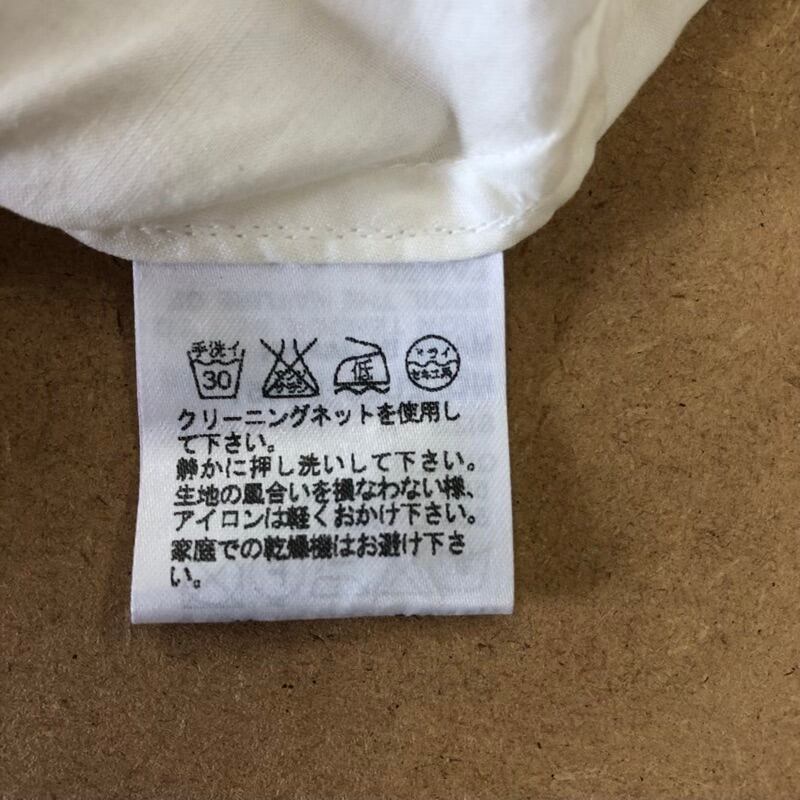 手洗イ
30
低
ドライ
セキユ系
クリーニングネットを使用し
て下さい。
静かに押し洗いして下さい。
生地の風合いを損なわない様、
アイロンは軽くおかけ下さい。
家庭での乾燥機はお避け下さ
い。